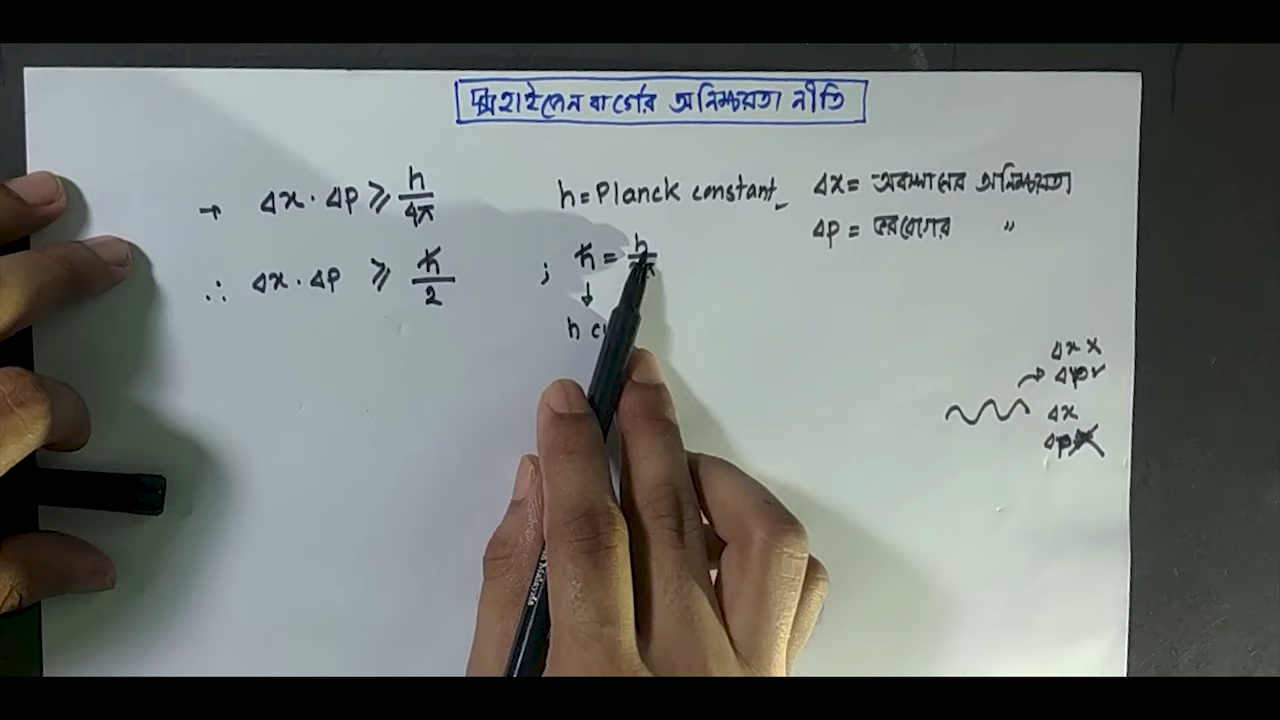 হাইসেনবার্গের অনিশ্চয়তা নীতি
→ Δx · Δp ⩾ h/4π
h = Planck constant,
Δx = অবস্থানের অনিশ্চয়তা
Δp = ভরবেগের "
∴ Δx · Δp ⩾ ħ/2 ; ħ = h/2π
↓
h
Δx x
Δp ✓
Δx